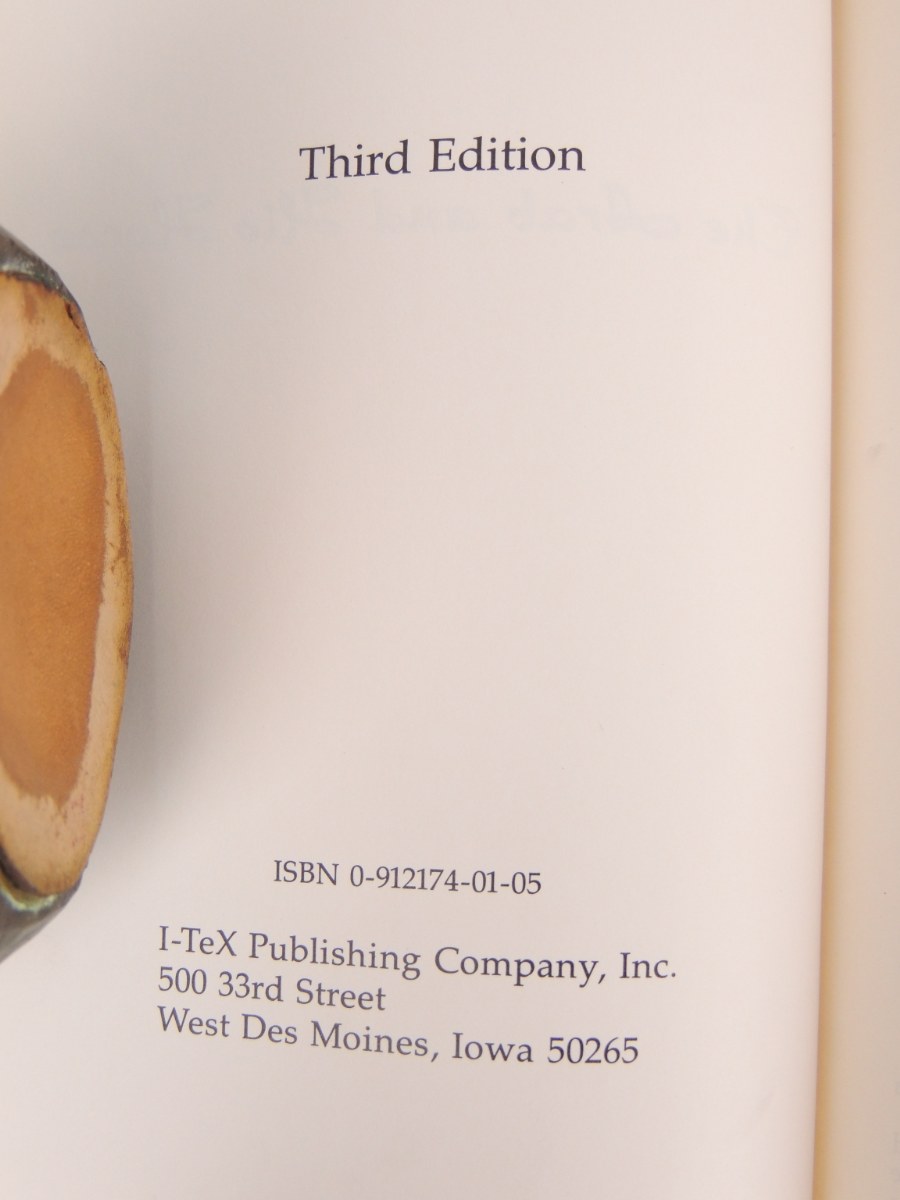 Third Edition
ISBN 0-912174-01-05
I-TeX Publishing Company, Inc.
500 33rd Street
West Des Moines, Iowa 50265